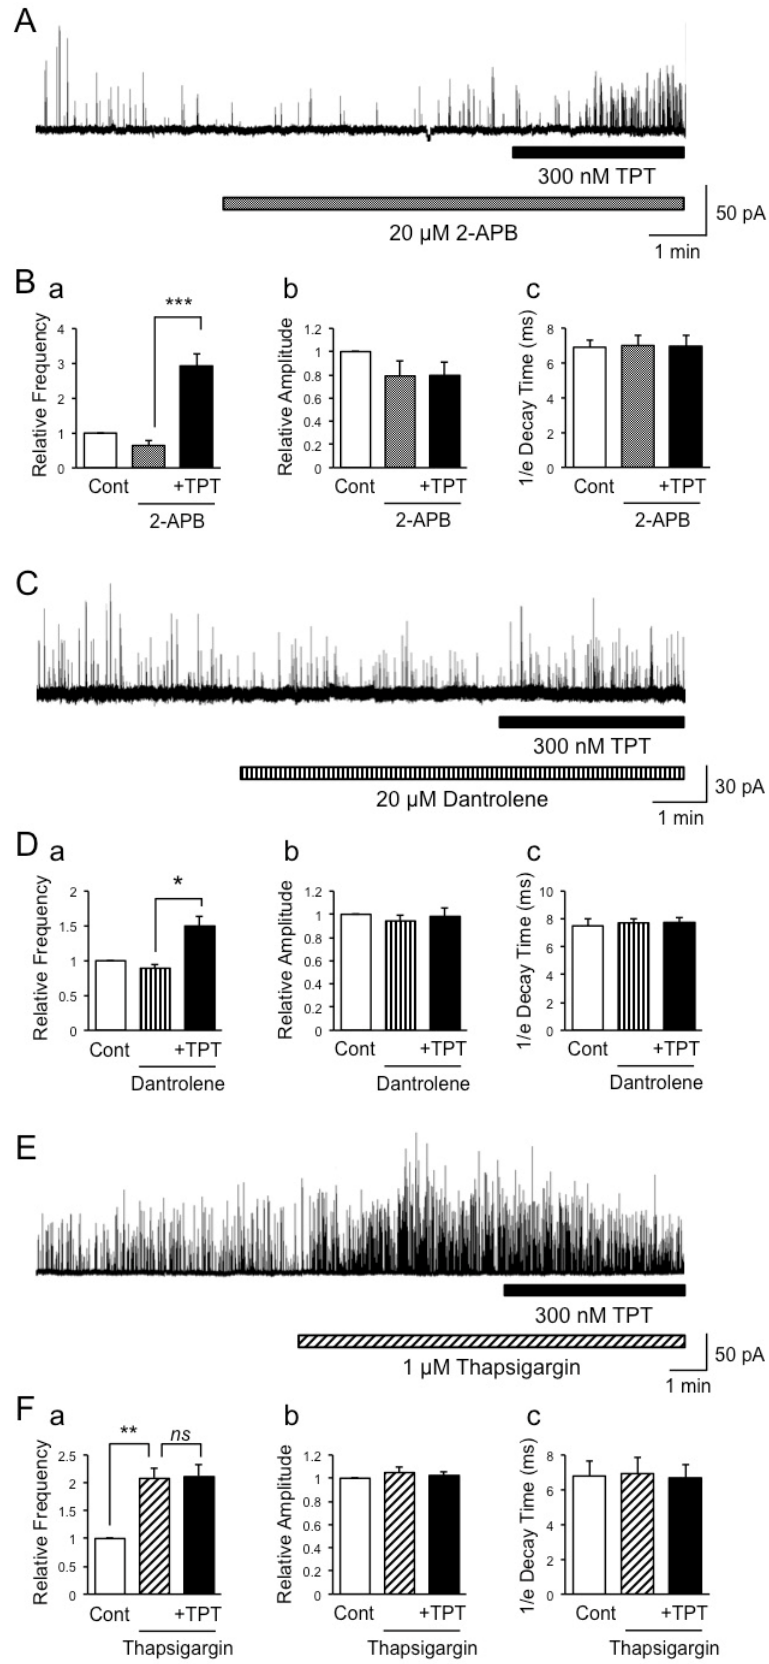 A
300 nM TPT
20 µM 2-APB
50 pA
1 min
B
a
b
c
Relative Frequency
4
3
2
1
0
***
Cont
+TPT
2-APB
Relative Amplitude
1.2
1
0.8
0.6
0.4
0.2
0
Cont
+TPT
2-APB
1/e Decay Time (ms)
8
6
4
2
0
Cont
+TPT
2-APB
C
300 nM TPT
20 µM Dantrolene
30 pA
1 min
D
a
b
c
Relative Frequency
2
1.5
1
0.5
0
*
Cont
+TPT
Dantrolene
Relative Amplitude
1.2
1
0.8
0.6
0.4
0.2
0
Cont
+TPT
Dantrolene
1/e Decay Time (ms)
10
8
6
4
2
0
Cont
+TPT
Dantrolene
E
300 nM TPT
1 µM Thapsigargin
50 pA
1 min
F
a
b
c
Relative Frequency
2.5
2
1.5
1
0.5
0
**
ns
Cont
+TPT
Thapsigargin
Relative Amplitude
1.2
1
0.8
0.6
0.4
0.2
0
Cont
+TPT
Thapsigargin
1/e Decay Time (ms)
8
6
4
2
0
Cont
+TPT
Thapsigargin